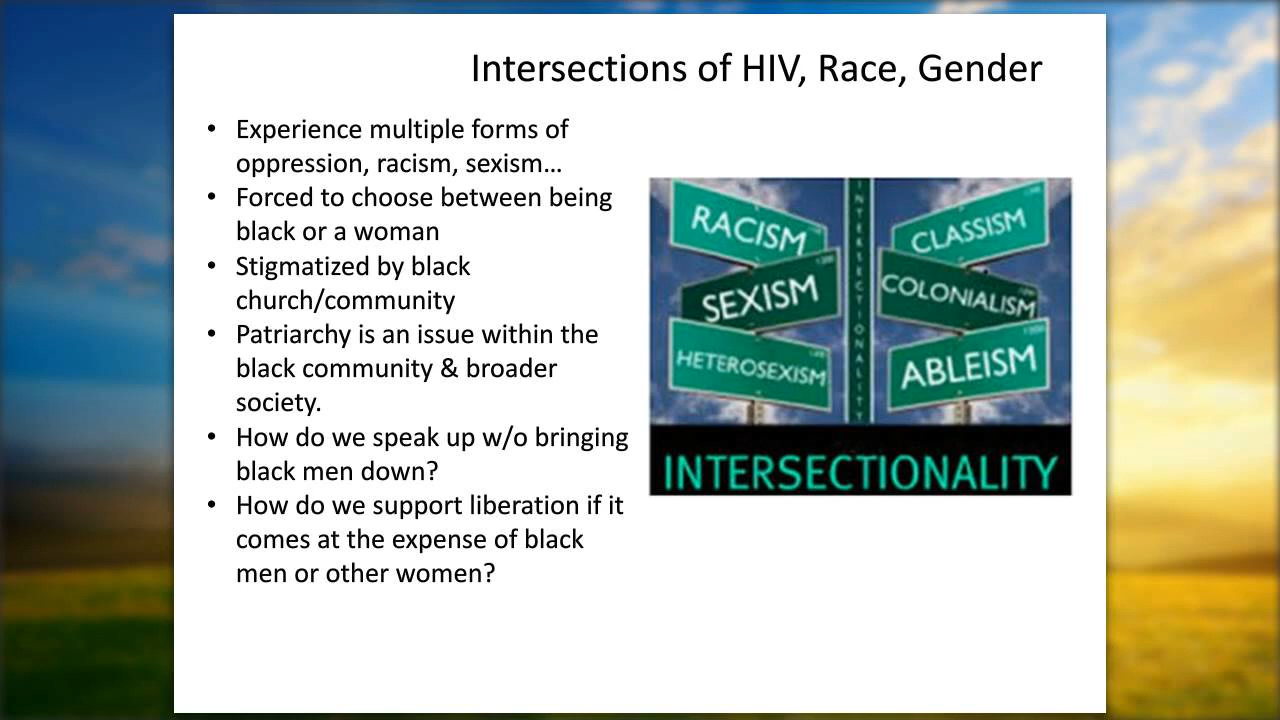 Intersections of HIV, Race, Gender
• Experience multiple forms of
oppression, racism, sexism…
• Forced to choose between being
black or a woman
• Stigmatized by black
church/community
• Patriarchy is an issue within the
black community & broader
society.
• How do we speak up w/o bringing
black men down?
• How do we support liberation if it
comes at the expense of black
men or other women?
RACISM
SEXISM
HETEROSEXISM
INTERSECTIONALITY
CLASSISM
COLONIALISM
ABLEISM
INTERSECTIONALITY